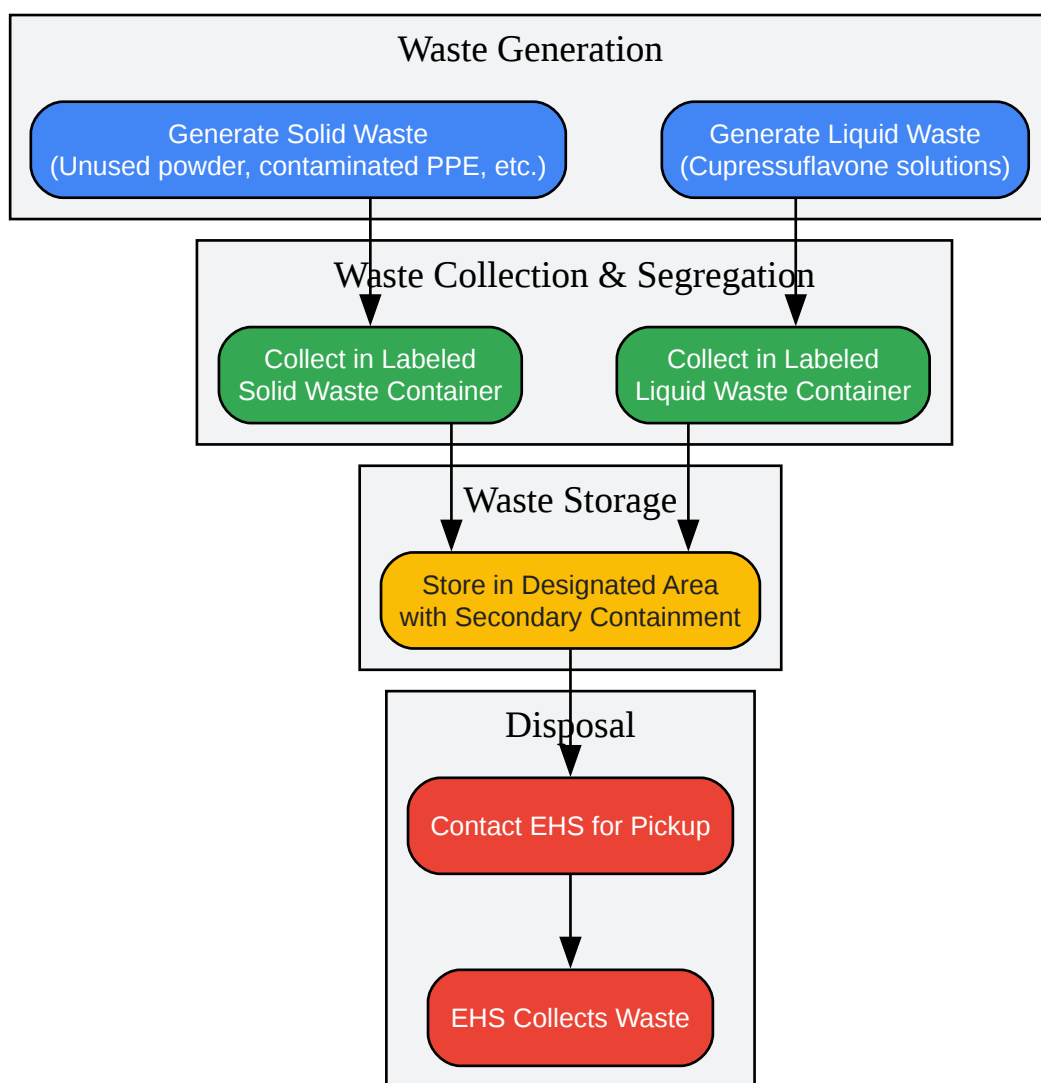 Waste Generation
Generate Solid Waste
(Unused powder, contaminated PPE, etc.)
Generate Liquid Waste
(Cupressuflavone solutions)
Waste Collection & Segregation
Collect in Labeled
Solid Waste Container
Collect in Labeled
Liquid Waste Container
Waste Storage
Store in Designated Area
with Secondary Containment
Disposal
Contact EHS for Pickup
EHS Collects Waste